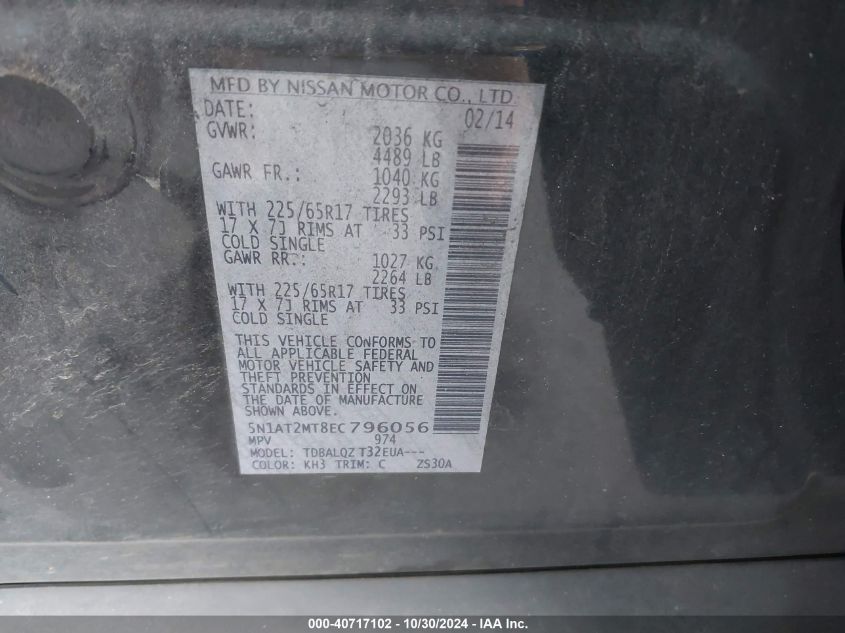 MFD BY NISSAN MOTOR CO., LTD
DATE: 02/14
GVWR: 2036 KG
4489 LB
GAWR FR.: 1040 KG
2293 LB
WITH 225/65R17 TIRES
17 X 7J RIMS AT 33 PSI
COLD SINGLE
GAWR RR.: 1027 KG
2264 LB
WITH 225/65R17 TIRES
17 X 7J RIMS AT 33 PSI
COLD SINGLE
THIS VEHICLE CONFORMS TO
ALL APPLICABLE FEDERAL
MOTOR VEHICLE SAFETY AND
THEFT PREVENTION
STANDARDS IN EFFECT ON
THE DATE OF MANUFACTURE
SHOWN ABOVE.
5N1AT2MT8EC796056
MPV 974
MODEL: TDBALQZ T32EUA---
COLOR: KH3 TRIM: C ZS30A
000-40717102 - 10/30/2024 - IAA Inc.